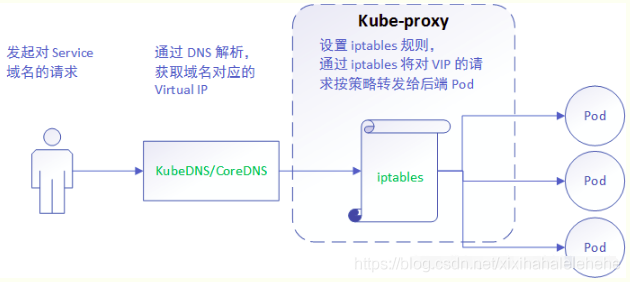 Kube-proxy
发起对 Service
域名的请求
通过 DNS 解析，
获取域名对应的
Virtual IP
设置 iptables 规则，
通过 iptables 将对 VIP 的请
求按策略转发给后端 Pod
KubeDNS/CoreDNS
iptables
Pod
Pod
Pod
https://blog.csdn.net/xixihahalelehehe